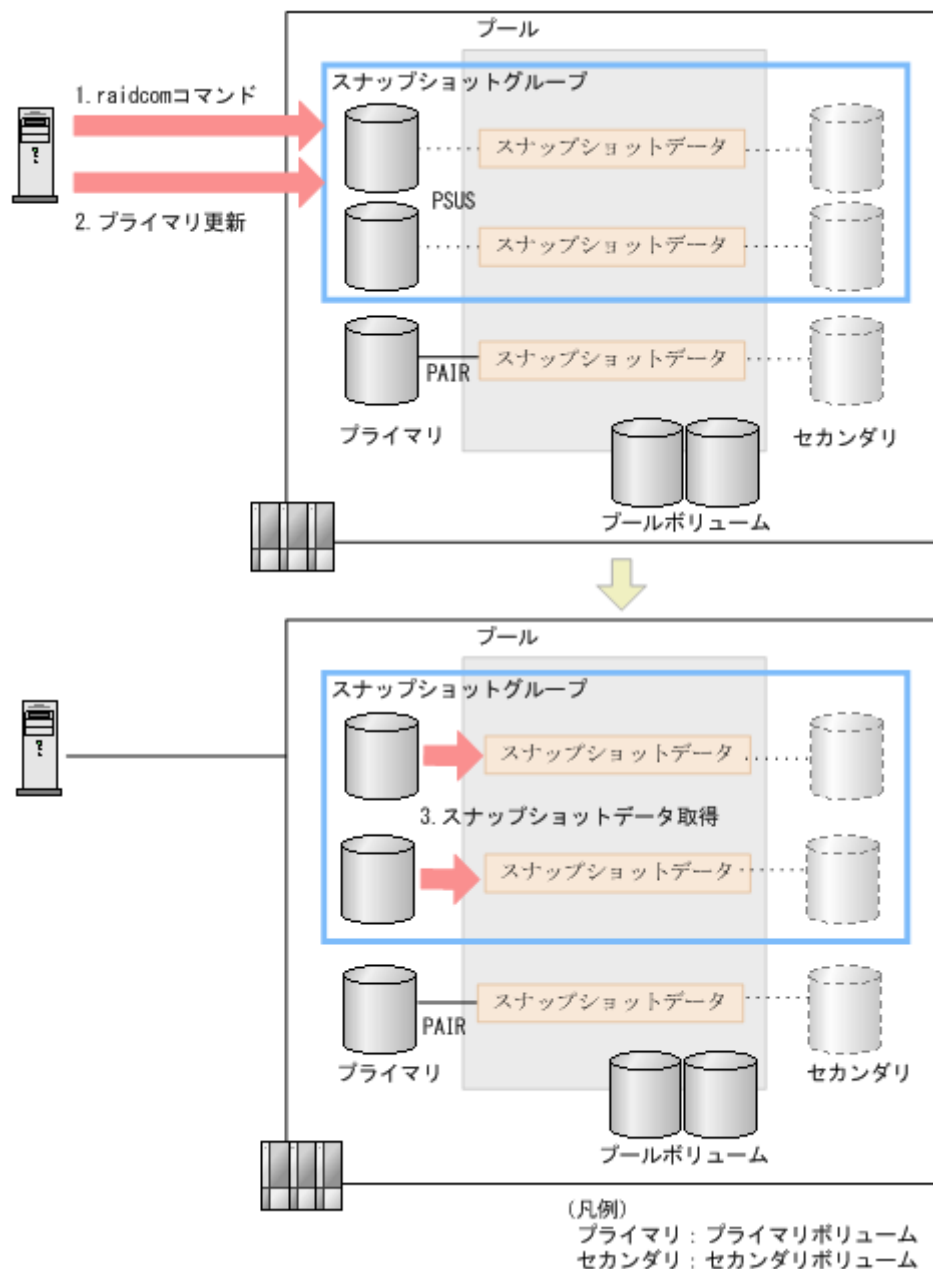 プール
スナップショットグループ
1. raidcomコマンド
スナップショットデータ
PSUS
2. プライマリ更新
スナップショットデータ
スナップショットデータ
PAIR
プライマリ
セカンダリ
プールボリューム
プール
スナップショットグループ
スナップショットデータ
3. スナップショットデータ取得
スナップショットデータ
スナップショットデータ
PAIR
プライマリ
セカンダリ
プールボリューム
(凡例)
プライマリ : プライマリボリューム
セカンダリ : セカンダリボリューム